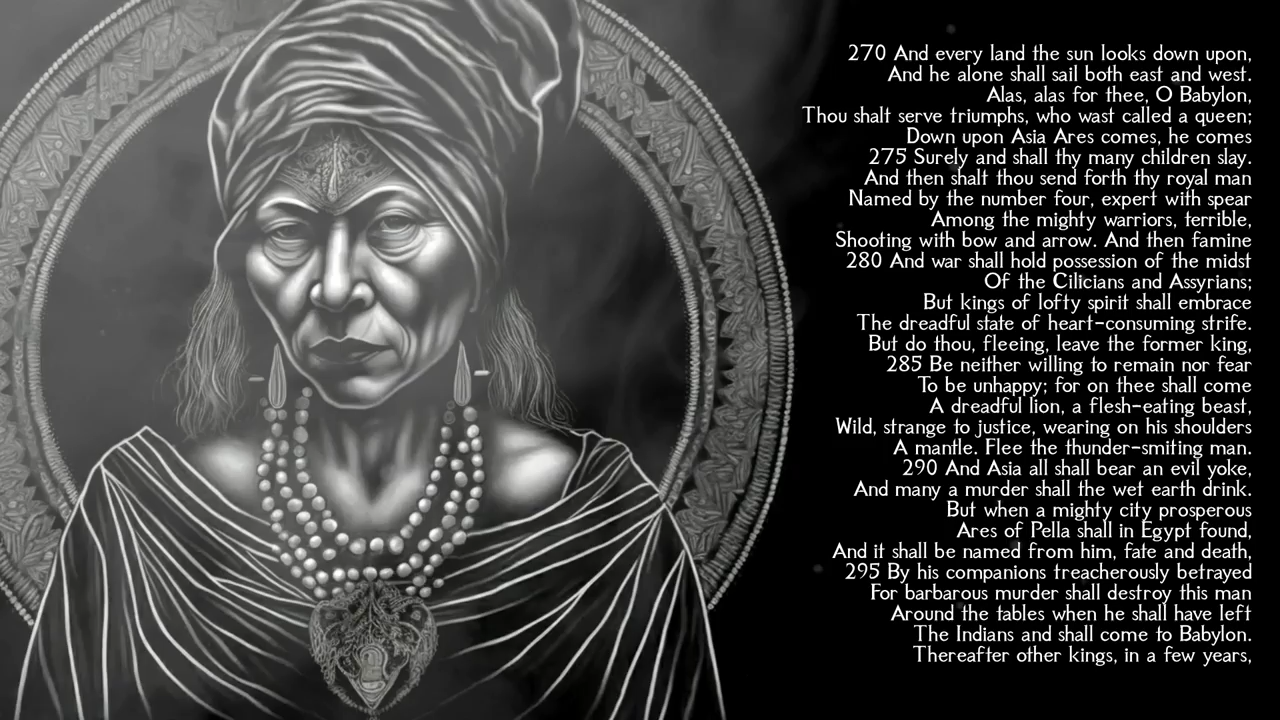 270 And every land the sun looks down upon,
And he alone shall sail both east and west.
Alas, alas for thee, O Babylon,
Thou shalt serve triumphs, who wast called a queen;
Down upon Asia Ares comes, he comes
275 Surely and shall thy many children slay.
And then shalt thou send forth thy royal man
Named by the number four, expert with spear
Among the mighty warriors, terrible,
Shooting with bow and arrow. And then famine
280 And war shall hold possession of the midst
Of the Cilicians and Assyrians;
But kings of lofty spirit shall embrace
The dreadful state of heart-consuming strife.
But do thou, fleeing, leave the former king,
285 Be neither willing to remain nor fear
To be unhappy; for on thee shall come
A dreadful lion, a flesh-eating beast,
Wild, strange to justice, wearing on his shoulders
A mantle. Flee the thunder-smiting man.
290 And Asia all shall bear an evil yoke,
And many a murder shall the wet earth drink.
But when a mighty city prosperous
Ares of Pella shall in Egypt found,
And it shall be named from him, fate and death,
295 By his companions treacherously betrayed
For barbarous murder shall destroy this man
Around the tables when he shall have left
The Indians and shall come to Babylon.
Thereafter other kings, in a few years,